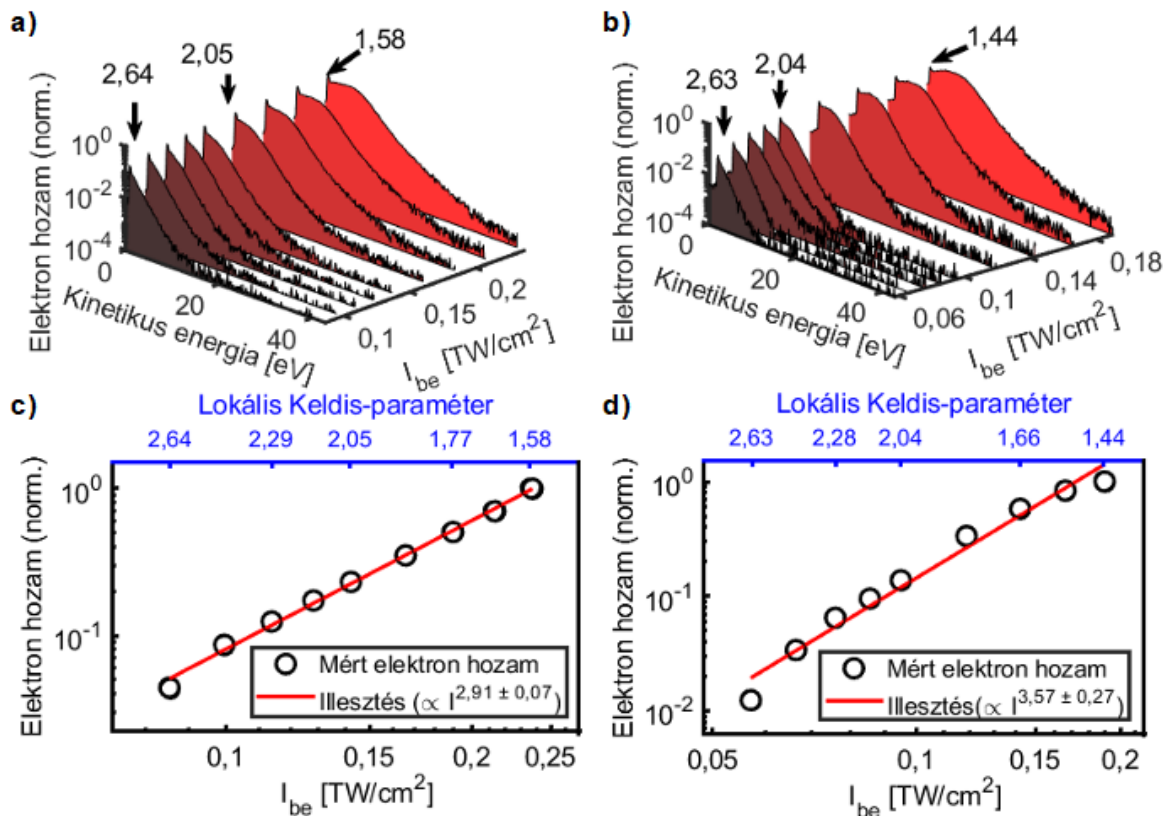 a)
2,64
2,05
1,58
Elektron hozam (norm.)
10^0
10^-2
10^-4
0
20
40
Kinetikus energia [eV]
0,1
0,15
0,2
I_be [TW/cm^2]
b)
2,63
2,04
1,44
Elektron hozam (norm.)
10^0
10^-2
10^-4
0
20
40
Kinetikus energia [eV]
0,06
0,1
0,14
0,18
I_be [TW/cm^2]
c)
Lokális Keldis-paraméter
2,64 2,29 2,05 1,77 1,58
Elektron hozam (norm.)
10^0
10^-1
Mért elektron hozam
Illesztés (∝ I^2,91 ± 0,07)
0,1 0,15 0,2 0,25
I_be [TW/cm^2]
d)
Lokális Keldis-paraméter
2,63 2,28 2,04 1,66 1,44
Elektron hozam (norm.)
10^0
10^-1
10^-2
Mért elektron hozam
Illesztés(∝ I^3,57 ± 0,27)
0,05 0,1 0,15 0,2
I_be [TW/cm^2]